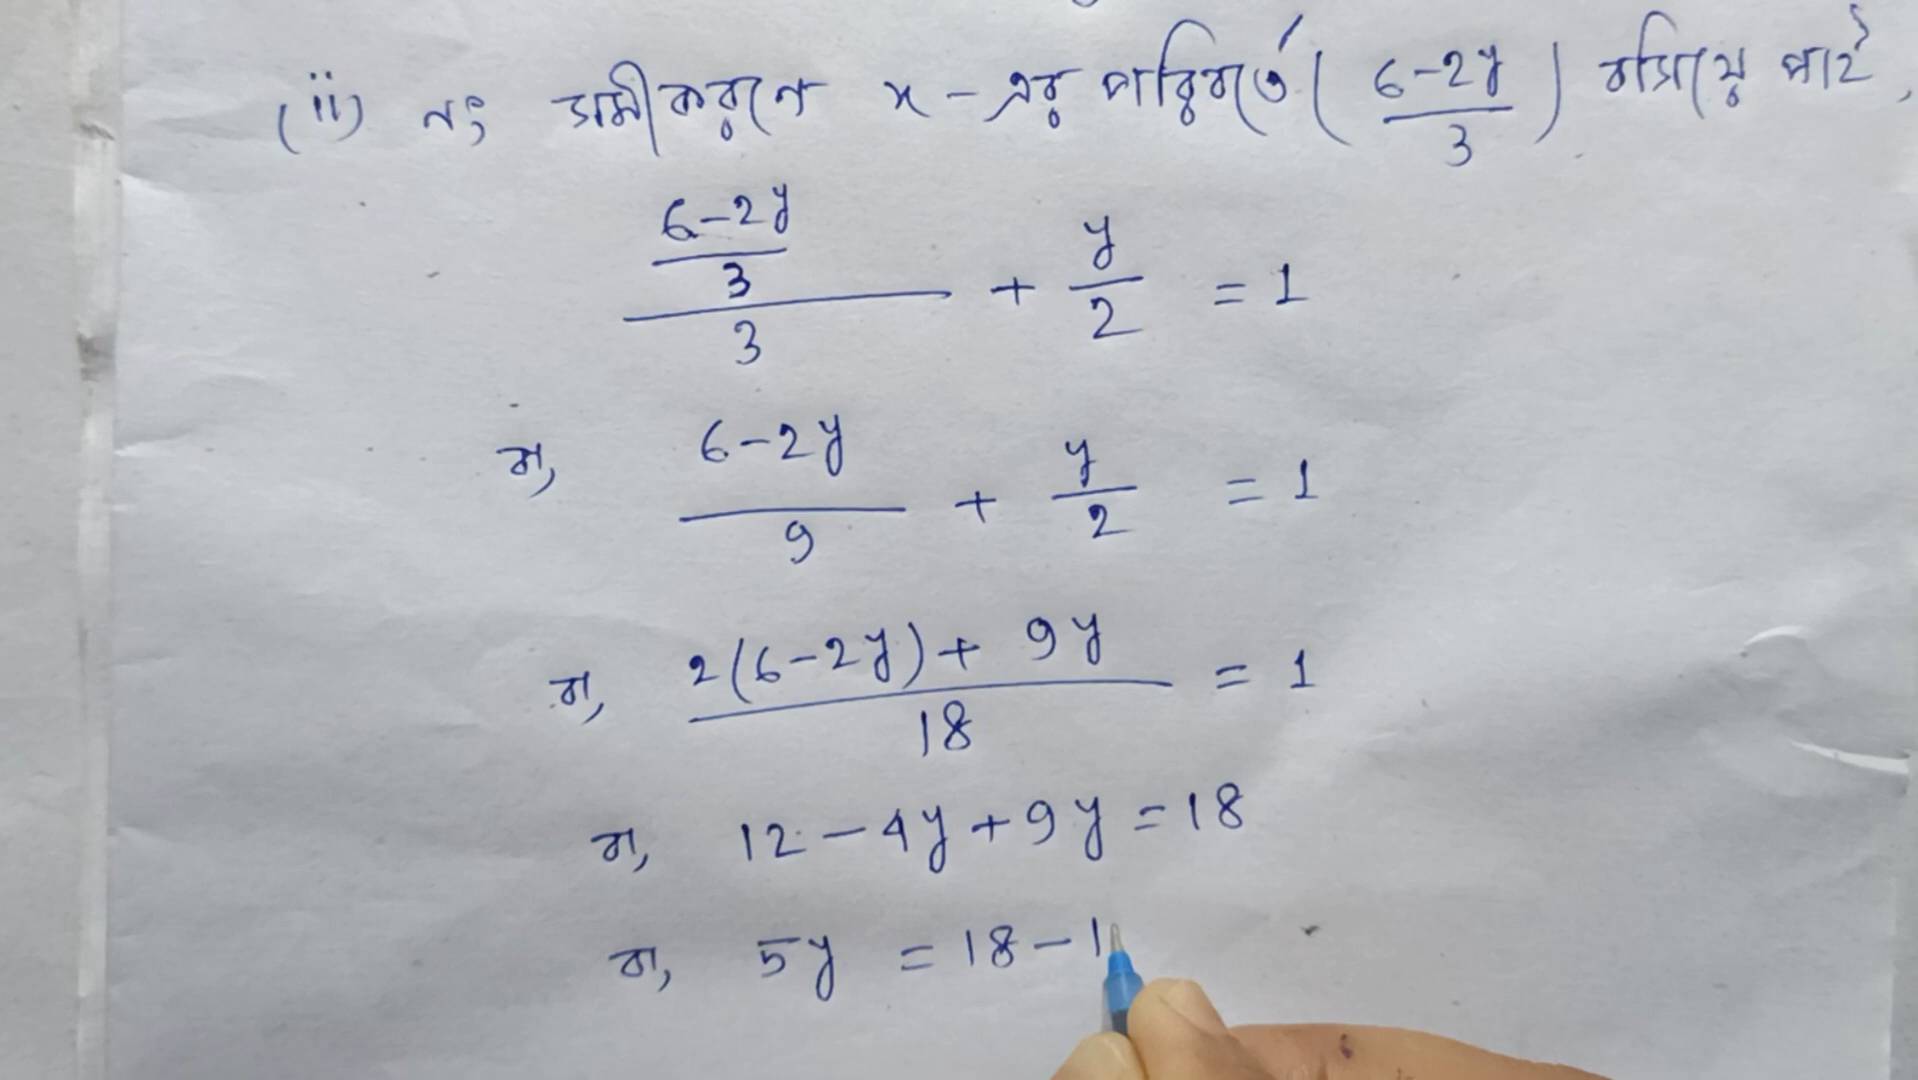 (ii) নং সমীকরণে x-এর পরিবর্তে ( 6-2y / 3 ) বসিয়ে পাই,
6-2y / 3 / 3 + y / 2 = 1
বা, 6-2y / 9 + y / 2 = 1
বা, 2(6-2y)+ 9y / 18 = 1
বা, 12 - 4y + 9y = 18
বা, 5y = 18 - 1